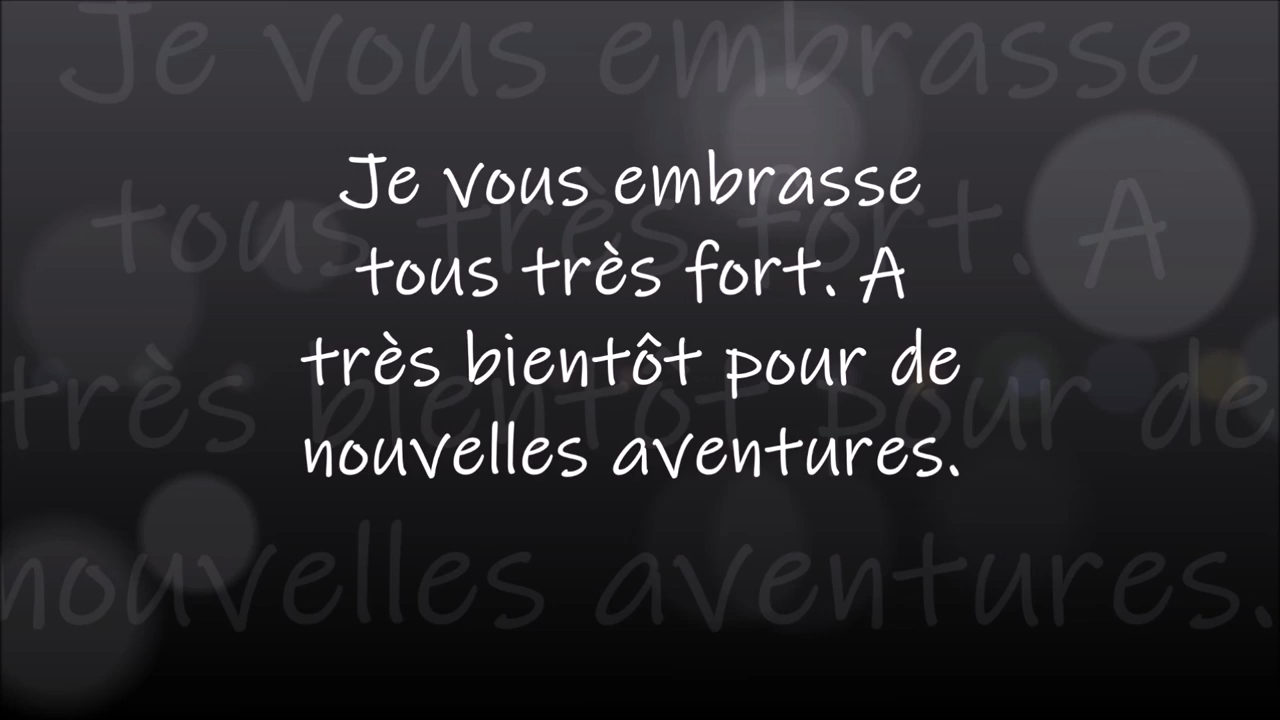 Je vous embrasse
tous très fort. A
très bientôt pour de
nouvelles aventures.